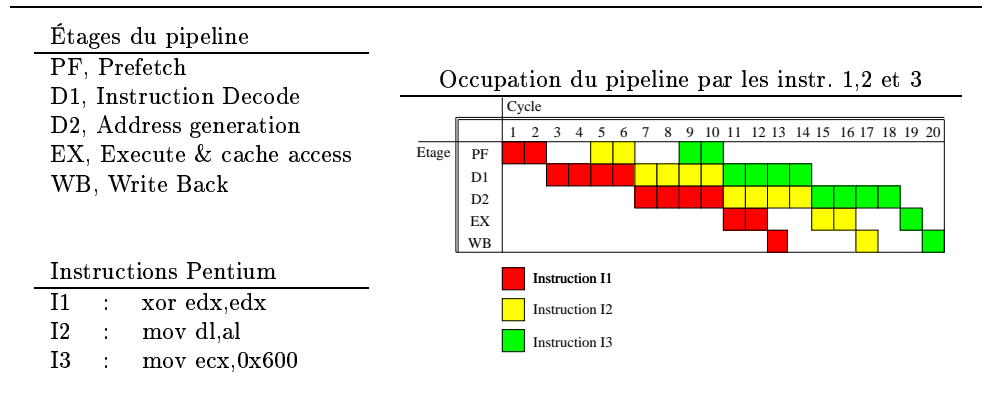 Étages du pipeline
PF, Prefetch
D1, Instruction Decode
D2, Address generation
EX, Execute & cache access
WB, Write Back
Instructions Pentium
I1 : xor edx,edx
I2 : mov dl,al
I3 : mov ecx,0x600
Occupation du pipeline par les instr. 1,2 et 3
Cycle
1 2 3 4 5 6 7 8 9 10 11 12 13 14 15 16 17 18 19 20
Etage PF
D1
D2
EX
WB
Instruction I1
Instruction I2
Instruction I3